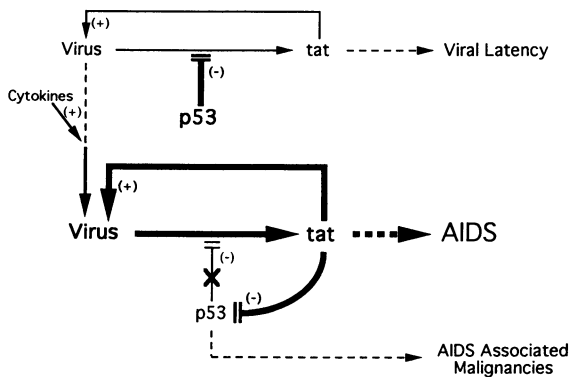 (+)
Virus
tat
Viral Latency
(-)
Cytokines
(+)
p53
(+)
Virus
tat
AIDS
(-)
(-)
p53
AIDS Associated
Malignancies